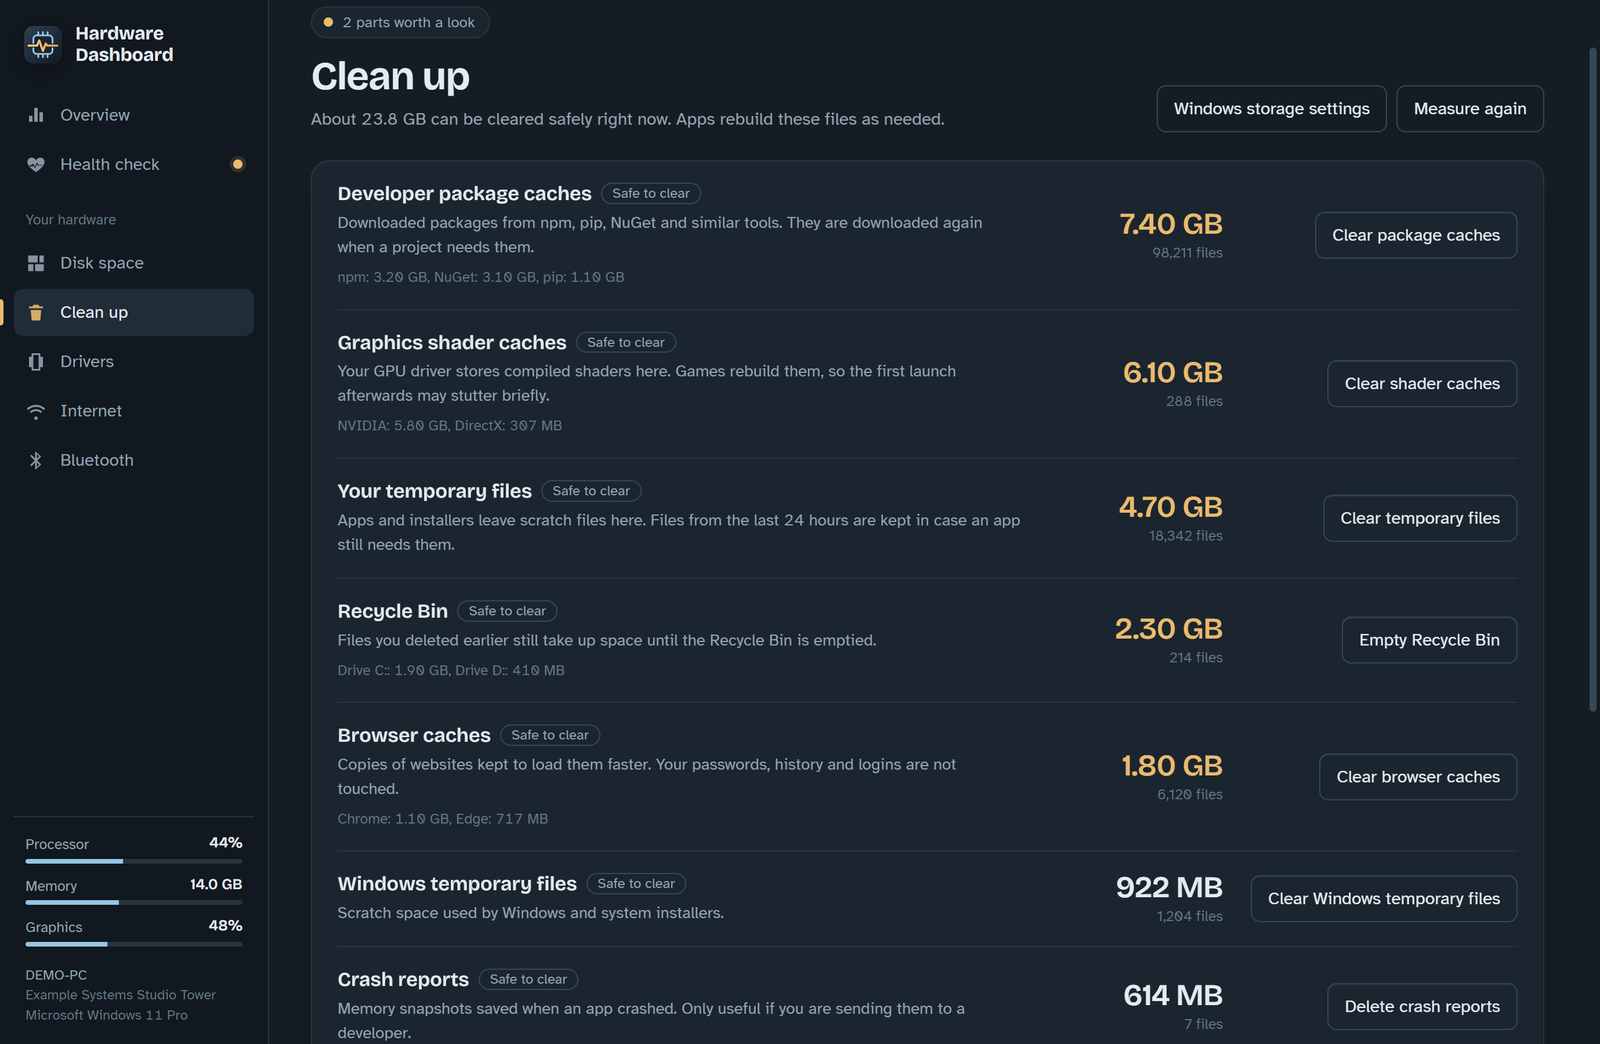 Hardware
Dashboard
Overview
Health check
Your hardware
Disk space
Clean up
Drivers
Internet
Bluetooth
Processor 44%
Memory 14.0 GB
Graphics 48%
DEMO-PC
Example Systems Studio Tower
Microsoft Windows 11 Pro
2 parts worth a look
Clean up
About 23.8 GB can be cleared safely right now. Apps rebuild these files as needed.
Windows storage settings
Measure again
Developer package caches Safe to clear
Downloaded packages from npm, pip, NuGet and similar tools. They are downloaded again
when a project needs them.
npm: 3.20 GB, NuGet: 3.10 GB, pip: 1.10 GB
7.40 GB
98,211 files
Clear package caches
Graphics shader caches Safe to clear
Your GPU driver stores compiled shaders here. Games rebuild them, so the first launch
afterwards may stutter briefly.
NVIDIA: 5.80 GB, DirectX: 307 MB
6.10 GB
288 files
Clear shader caches
Your temporary files Safe to clear
Apps and installers leave scratch files here. Files from the last 24 hours are kept in case an app
still needs them.
4.70 GB
18,342 files
Clear temporary files
Recycle Bin Safe to clear
Files you deleted earlier still take up space until the Recycle Bin is emptied.
Drive C:: 1.90 GB, Drive D:: 410 MB
2.30 GB
214 files
Empty Recycle Bin
Browser caches Safe to clear
Copies of websites kept to load them faster. Your passwords, history and logins are not
touched.
Chrome: 1.10 GB, Edge: 717 MB
1.80 GB
6,120 files
Clear browser caches
Windows temporary files Safe to clear
Scratch space used by Windows and system installers.
922 MB
1,204 files
Clear Windows temporary files
Crash reports Safe to clear
Memory snapshots saved when an app crashed. Only useful if you are sending them to a
developer.
614 MB
7 files
Delete crash reports